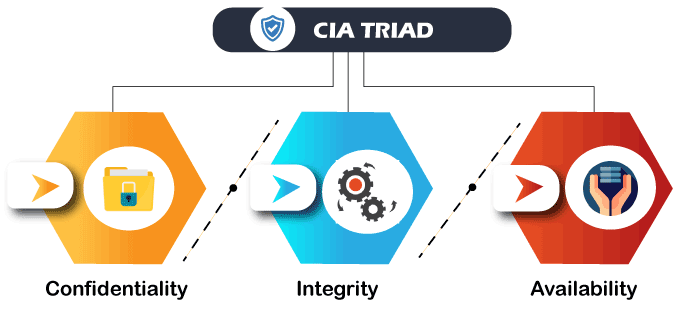 CIA TRIAD
Confidentiality
Integrity
Availability